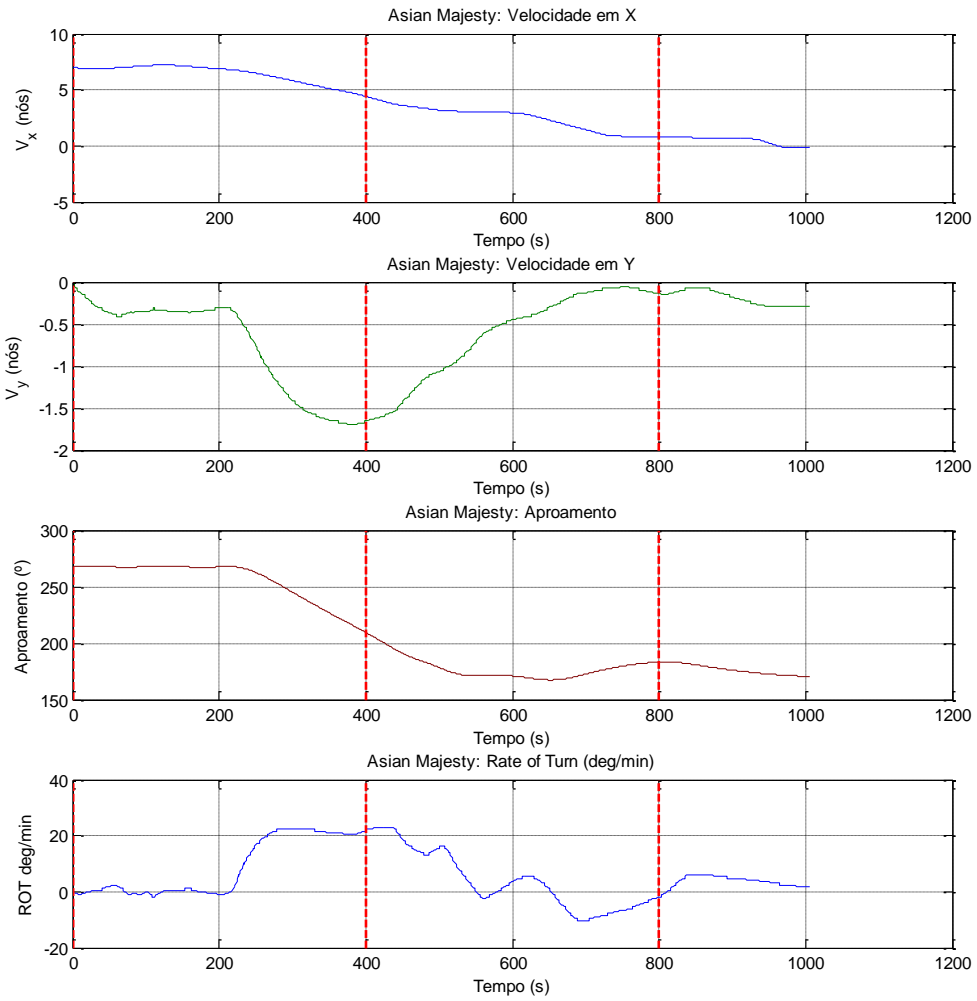 Asian Majesty: Velocidade em X
10
5
0
-5
V_x (nós)
0 200 400 600 800 1000 1200
Tempo (s)
Asian Majesty: Velocidade em Y
0
-0.5
-1
-1.5
-2
V_y (nós)
0 200 400 600 800 1000 1200
Tempo (s)
Asian Majesty: Aproamento
300
250
200
150
Aproamento (º)
0 200 400 600 800 1000 1200
Tempo (s)
Asian Majesty: Rate of Turn (deg/min)
40
20
0
-20
ROT deg/min
0 200 400 600 800 1000 1200
Tempo (s)